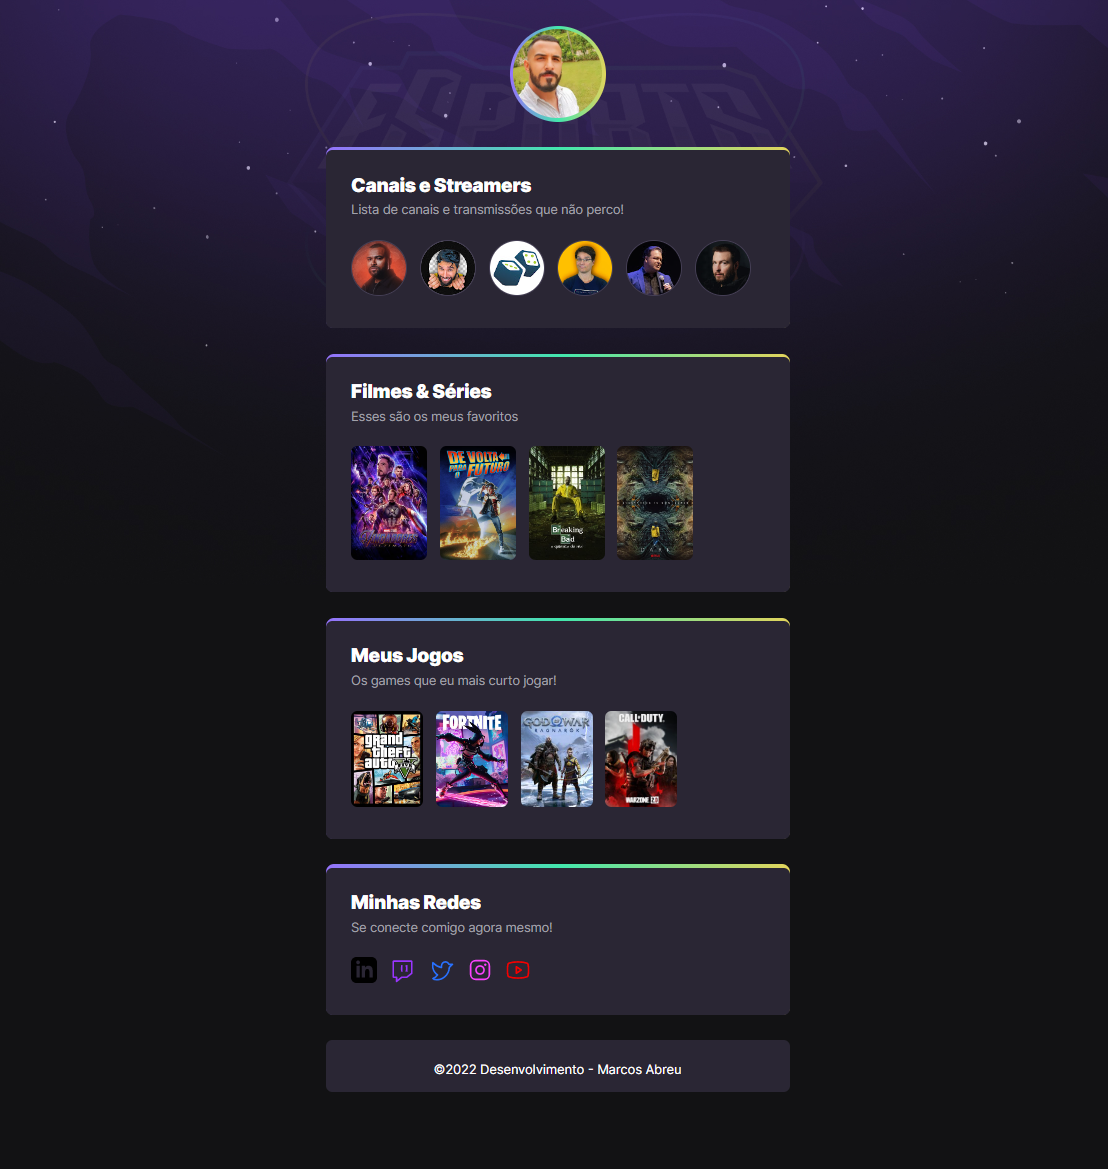 ESPORTS
Canais e Streamers
Lista de canais e transmissões que não perco!
Filmes & Séries
Esses são os meus favoritos
DE VOLTA
PARA O FUTURO
Breaking
Bad
DARK
Meus Jogos
Os games que eu mais curto jogar!
grand
theft
auto
V
FORTNITE
GOD OF WAR
RAGNARÖK
CALL OF DUTY
WARZONE 2.0
Minhas Redes
Se conecte comigo agora mesmo!
in
©2022 Desenvolvimento - Marcos Abreu